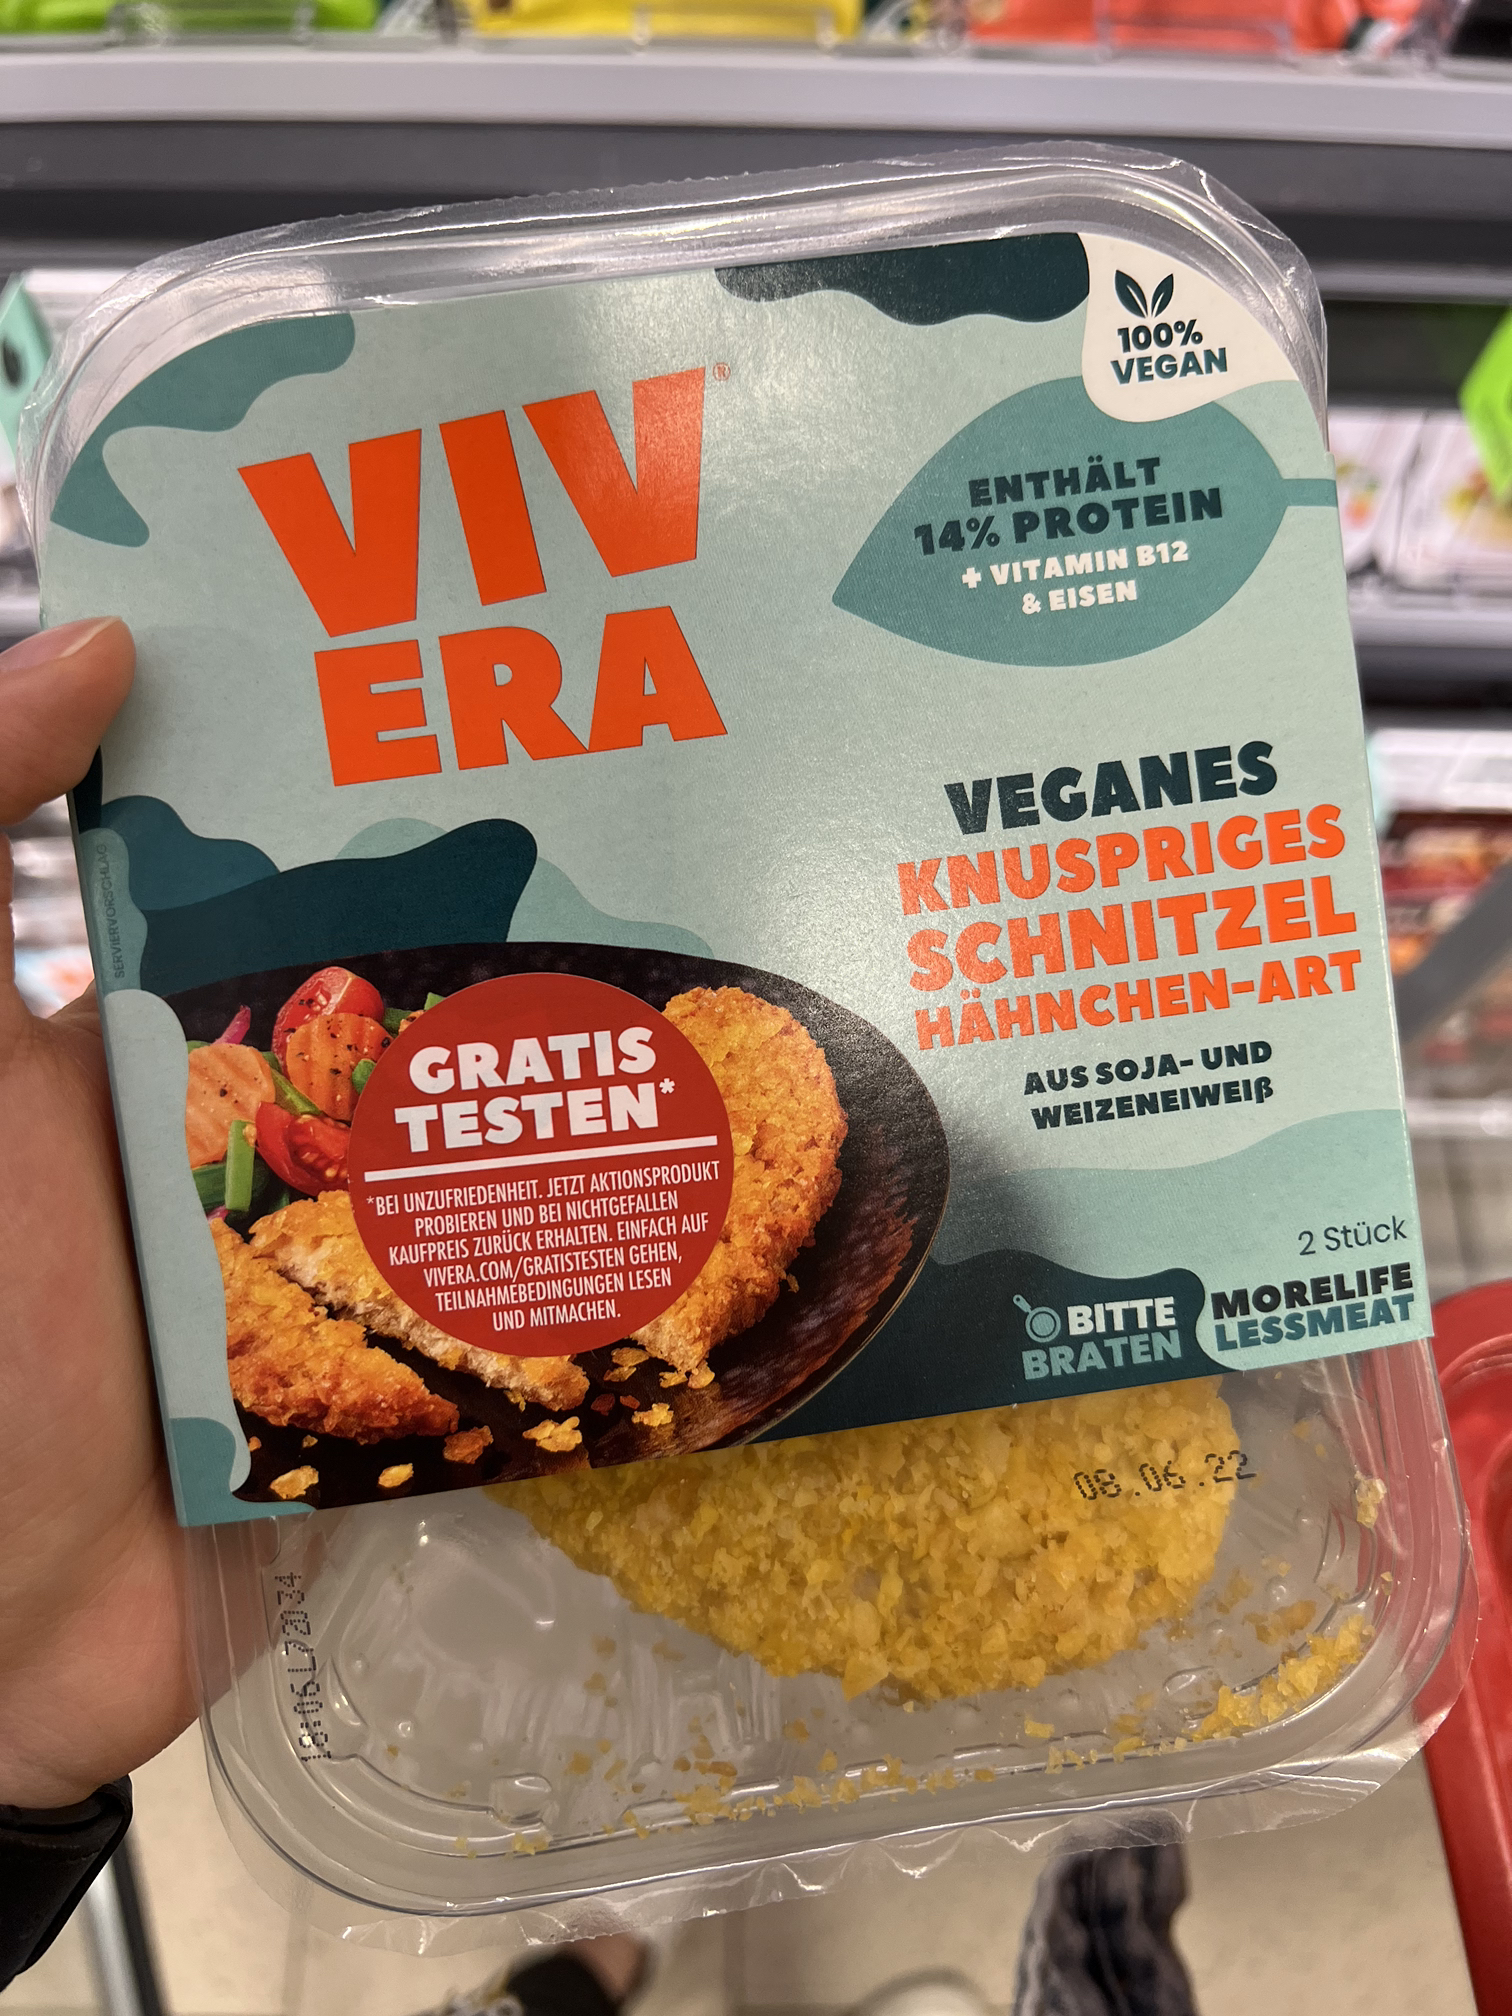 VIV
ERA
®
100%
VEGAN
ENTHÄLT
14% PROTEIN
+ VITAMIN B12
& EISEN
VEGANES
KNUSPRIGES
SCHNITZEL
HÄHNCHEN-ART
AUS SOJA- UND
WEIZENEIWEIß
SERVIERVORSCHLAG
GRATIS
TESTEN*
*BEI UNZUFRIEDENHEIT. JETZT AKTIONSPRODUKT
PROBIEREN UND BEI NICHTGEFALLEN
KAUFPREIS ZURÜCK ERHALTEN. EINFACH AUF
VIVERA.COM/GRATISTESTEN GEHEN,
TEILNAHMEBEDINGUNGEN LESEN
UND MITMACHEN.
2 Stück
BITTE
BRATEN
MORELIFE
LESSMEAT
08.06.22